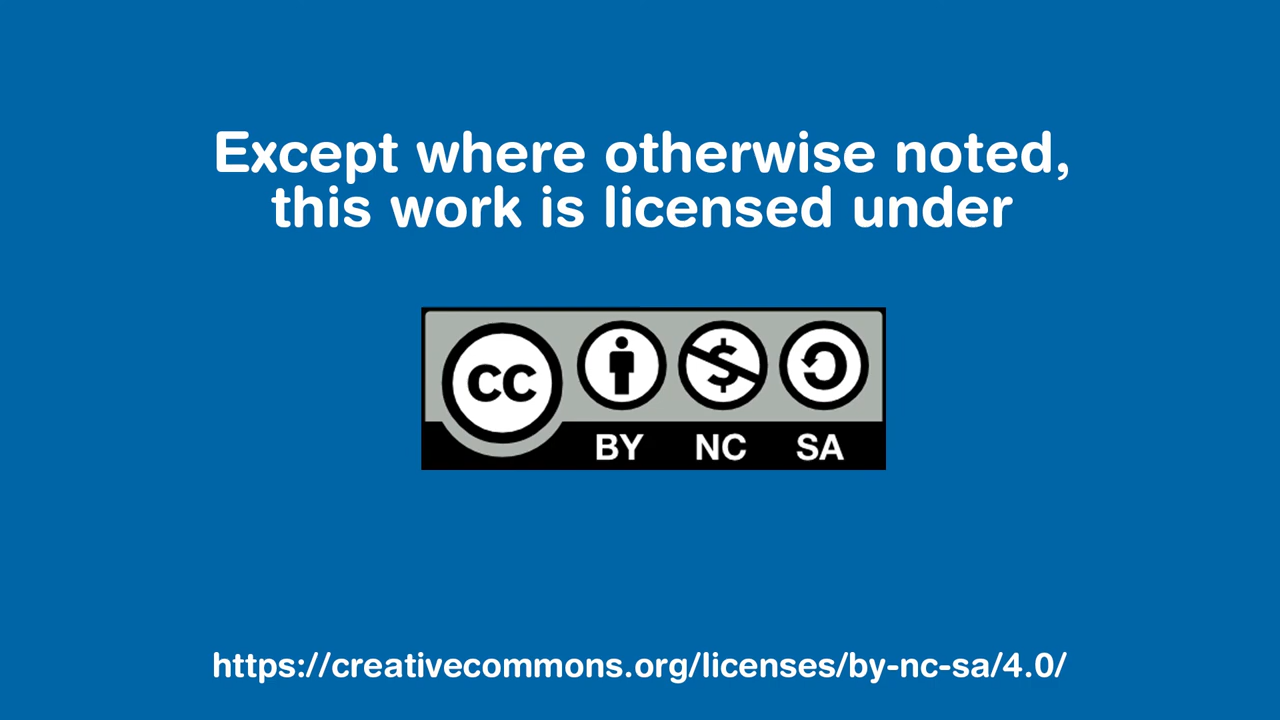 Except where otherwise noted,
this work is licensed under
cc
BY NC SA
https://creativecommons.org/licenses/by-nc-sa/4.0/